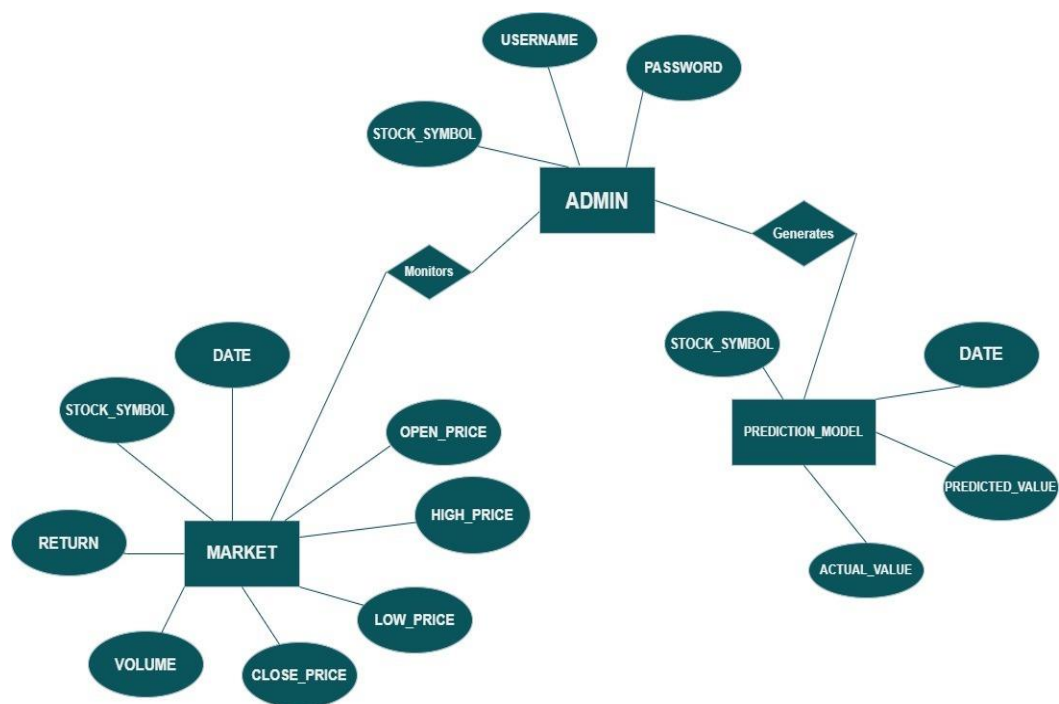 USERNAME
PASSWORD
STOCK_SYMBOL
ADMIN
Generates
Monitors
STOCK_SYMBOL
DATE
DATE
STOCK_SYMBOL
OPEN_PRICE
PREDICTION_MODEL
PREDICTED_VALUE
HIGH_PRICE
RETURN
MARKET
ACTUAL_VALUE
LOW_PRICE
VOLUME
CLOSE_PRICE